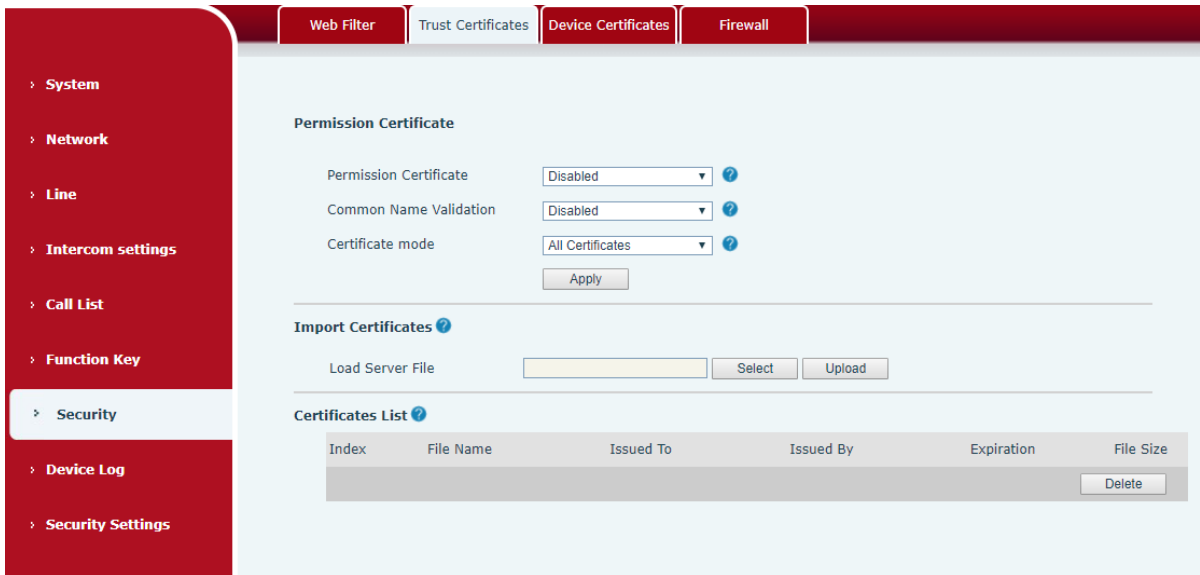 Web Filter
Trust Certificates
Device Certificates
Firewall
System
Network
Line
Intercom settings
Call List
Function Key
Security
Device Log
Security Settings
Permission Certificate
Permission Certificate Disabled
Common Name Validation Disabled
Certificate mode All Certificates
Apply
Import Certificates
Load Server File Select Upload
Certificates List
Index File Name Issued To Issued By Expiration File Size
Delete